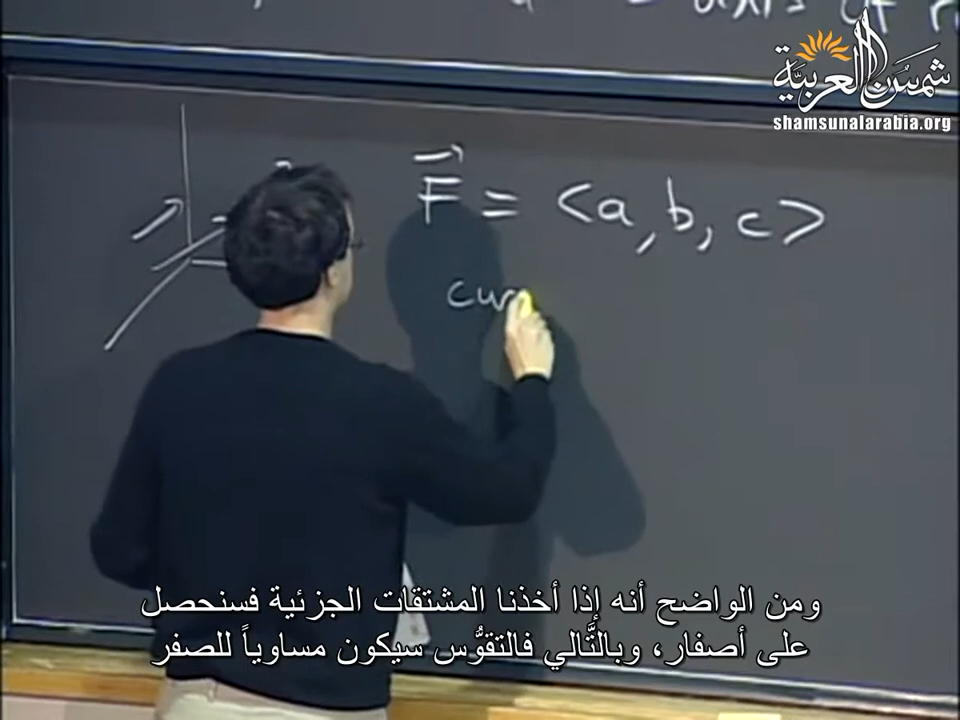 شمس العربية
shamsunalarabia.org
F = <a, b, c>
cur
ومن الواضح أنه إذا أخذنا المشتقات الجزئية فسنحصل
على أصفار، وبالتَّالي فالتقوُّس سيكون مساوياً للصفر